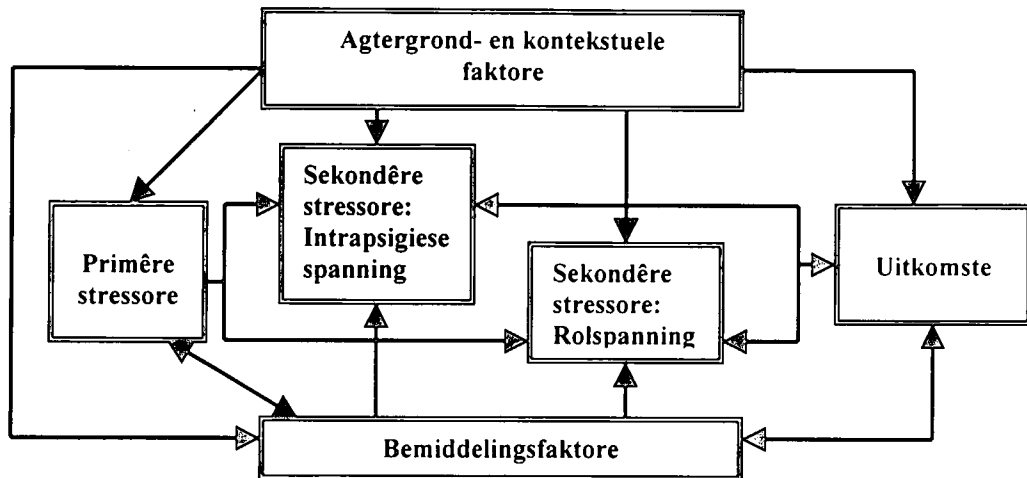 Agtergrond- en kontekstuele
faktore
Sekondêre
stressore:
Intrapsigiese
spanning
Primêre
stressore
Sekondêre
stressore:
Rolspanning
Uitkomste
Bemiddelingsfaktore